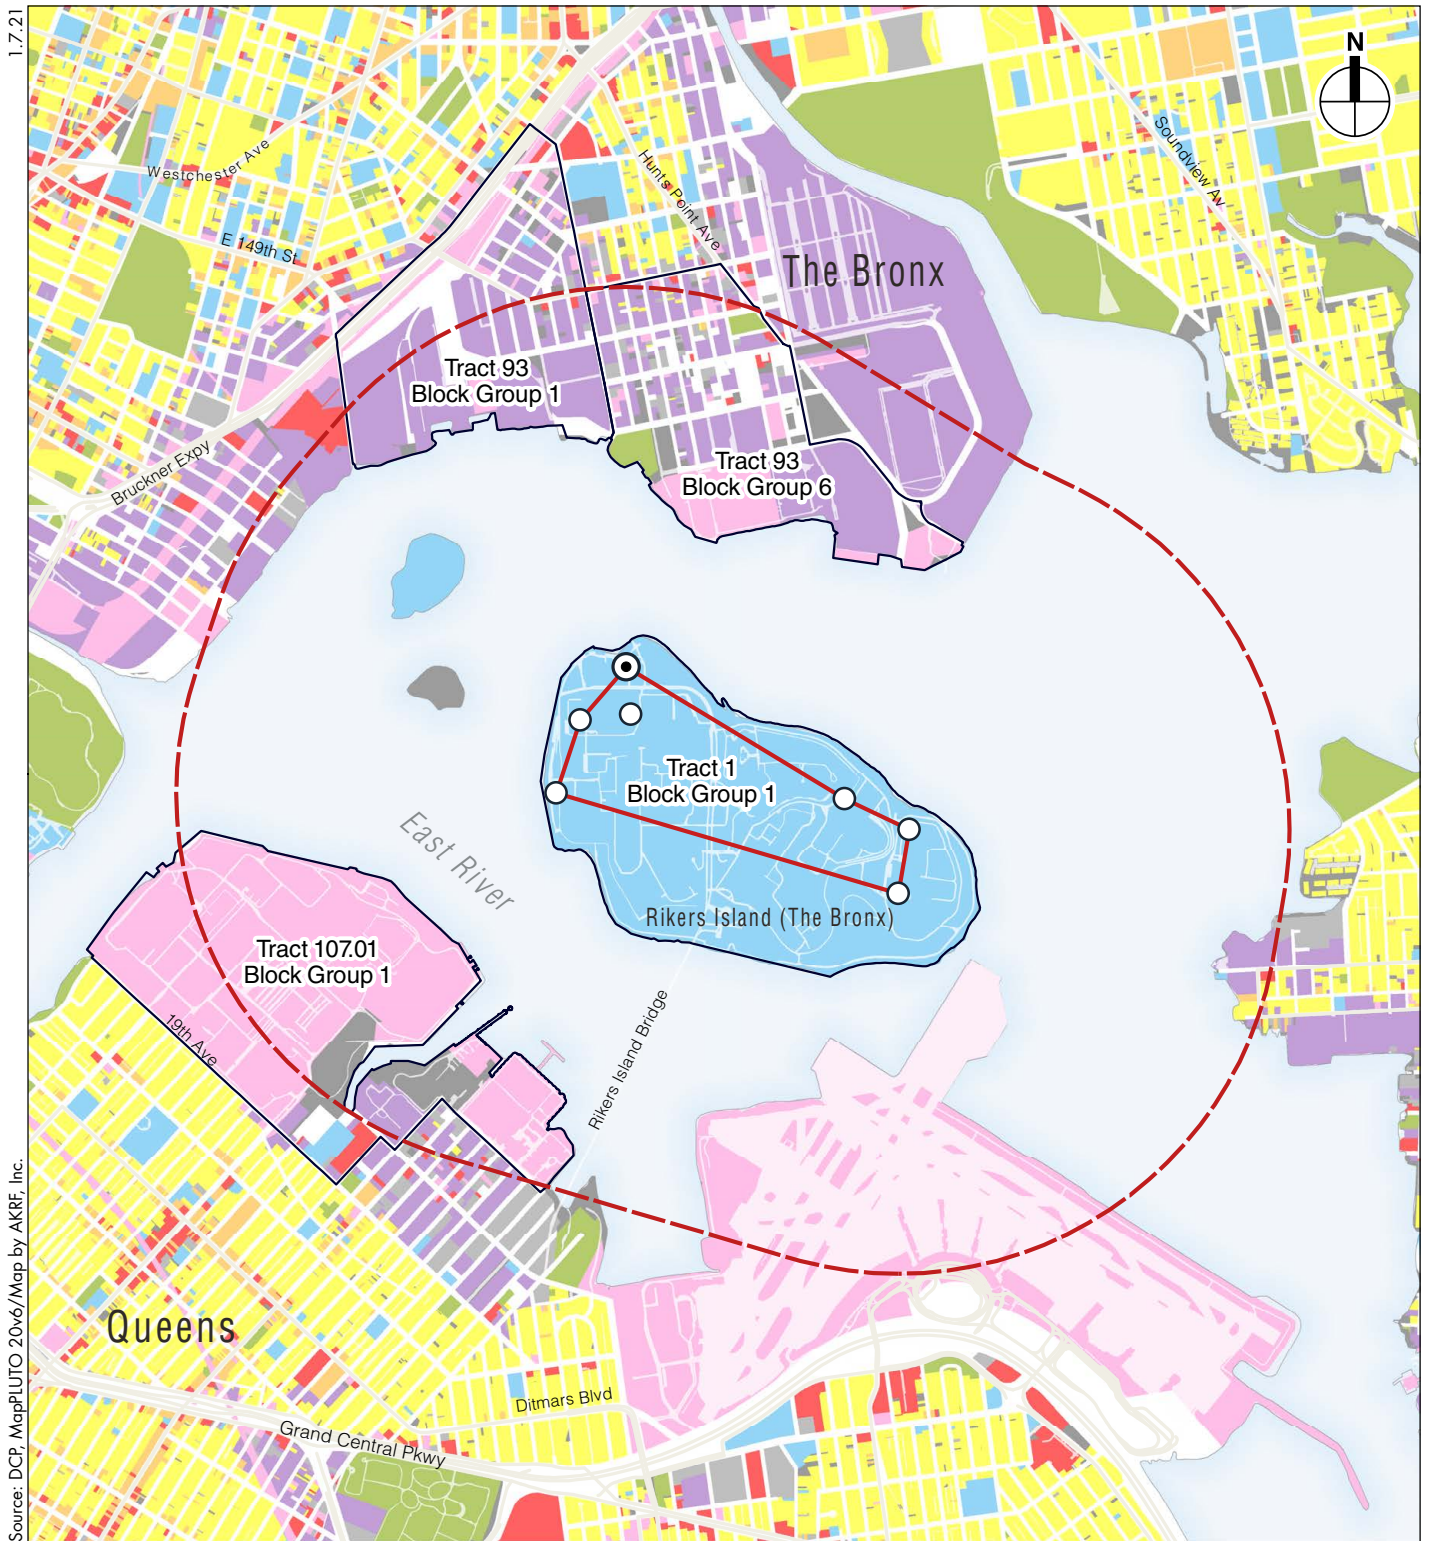 1.7.21
N
Westchester Ave
E 149th St
Hunts Point Ave
Soundview Av
The Bronx
Tract 93
Block Group 1
Bruckner Expy
Tract 93
Block Group 6
Tract 1
Block Group 1
East River
Rikers Island (The Bronx)
Tract 107.01
Block Group 1
19th Ave
Rikers Island Bridge
Queens
Ditmars Blvd
Grand Central Pkwy
Source: DCP, MapPLUTO 20v6/Map by AKRF, Inc.